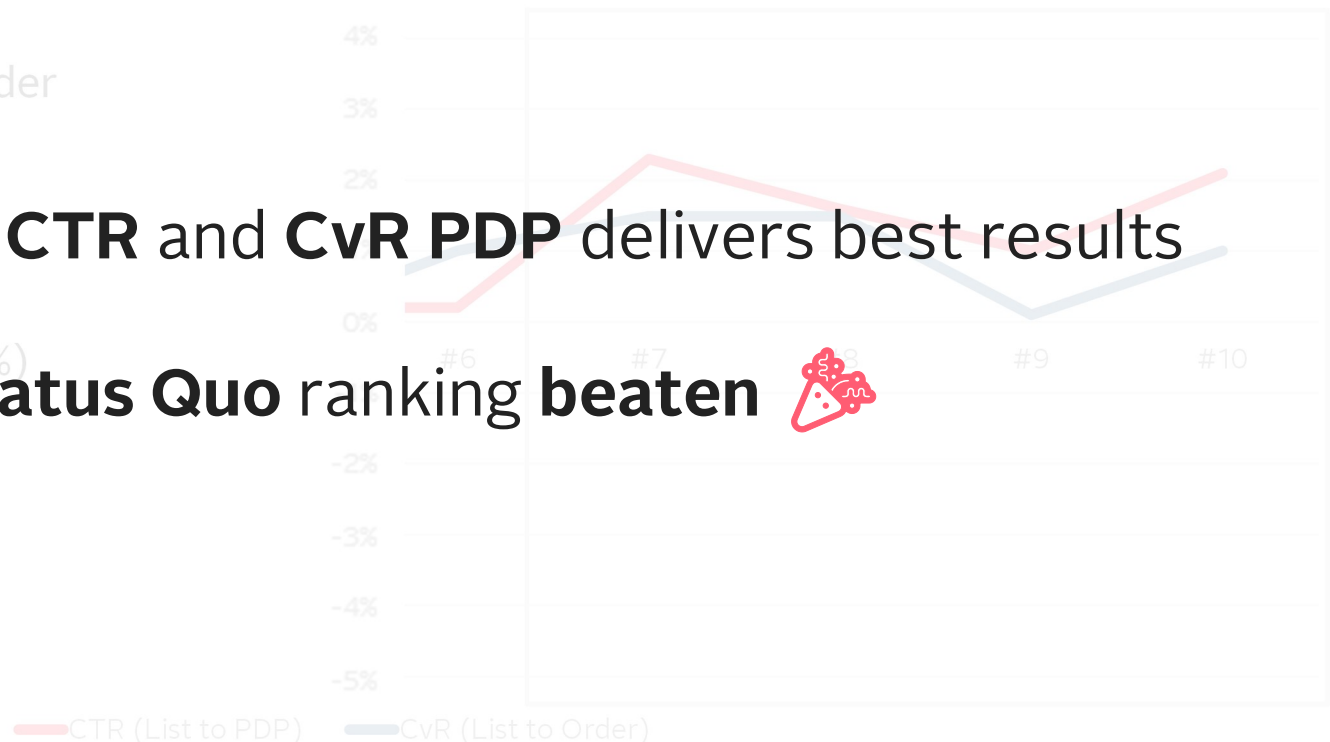 4%
der
3%
2%
CTR and CvR PDP delivers best results
0%
%)
#6 #7 #8 #9 #10
atus Quo ranking beaten
-2%
-3%
-4%
-5%
CTR (List to PDP) CvR (List to Order)